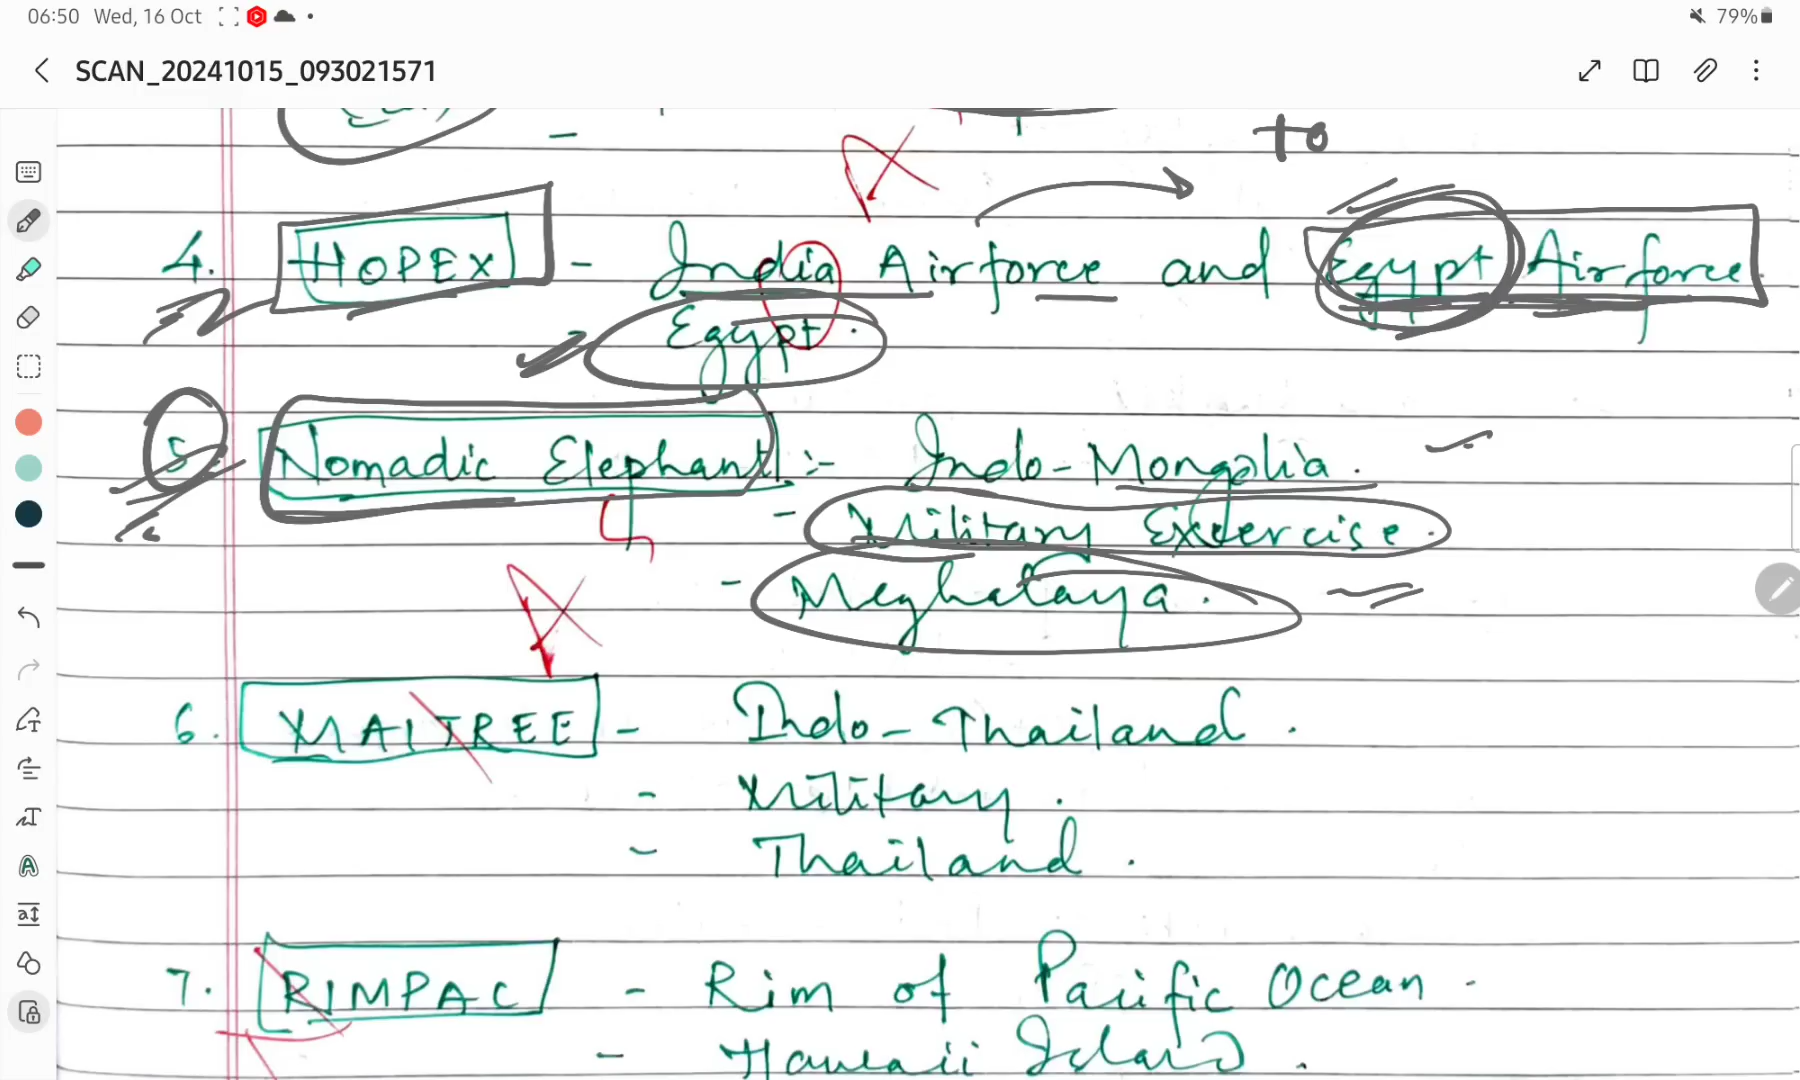 06:50 Wed, 16 Oct
79%
SCAN_20241015_093021571
to
4. HOPEX - India Airforce and Egypt Airforce
Egypt.
5. Nomadic Elephant :- Indo-Mongolia.
- Military Exercise.
- Meghalaya.
6. MAITREE - Indo-Thailand.
- Military.
- Thailand.
7. RIMPAC - Rim of Pacific Ocean.
- Hawaii Island.